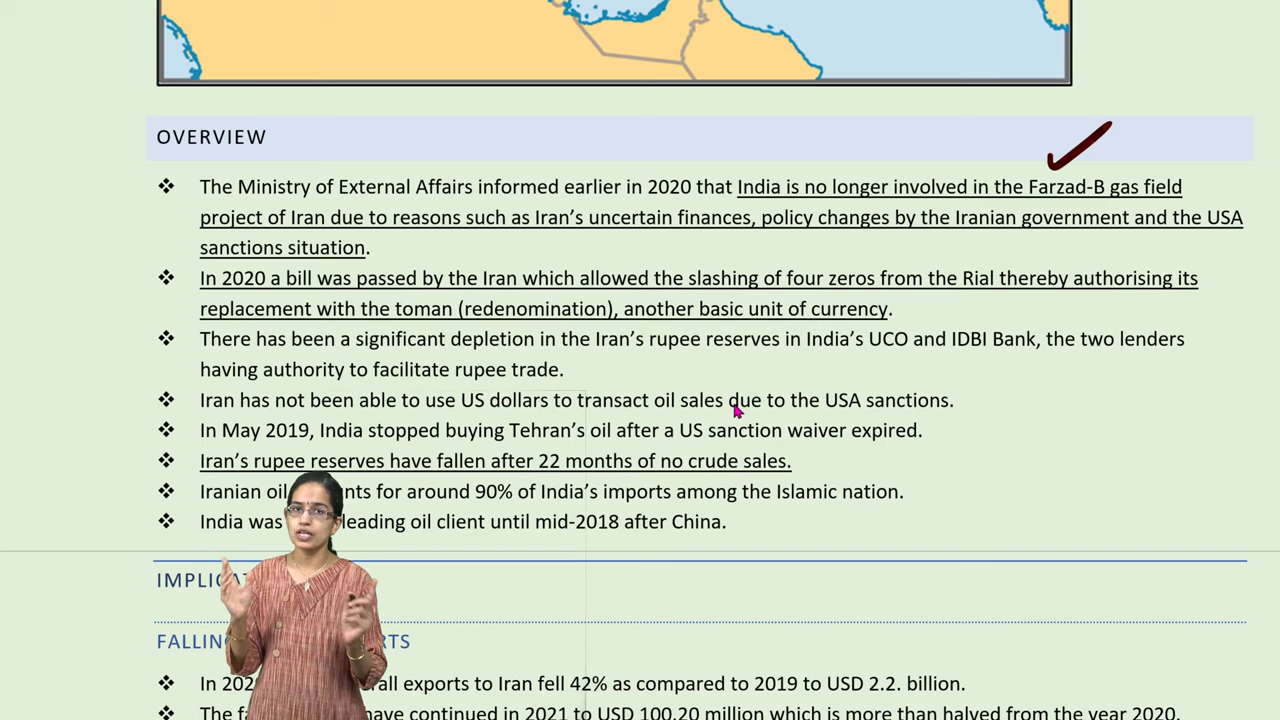 OVERVIEW
❖ The Ministry of External Affairs informed earlier in 2020 that India is no longer involved in the Farzad-B gas field
project of Iran due to reasons such as Iran's uncertain finances, policy changes by the Iranian government and the USA
sanctions situation.
❖ In 2020 a bill was passed by the Iran which allowed the slashing of four zeros from the Rial thereby authorising its
replacement with the toman (redenomination), another basic unit of currency.
❖ There has been a significant depletion in the Iran's rupee reserves in India's UCO and IDBI Bank, the two lenders
having authority to facilitate rupee trade.
❖ Iran has not been able to use US dollars to transact oil sales due to the USA sanctions.
❖ In May 2019, India stopped buying Tehran's oil after a US sanction waiver expired.
❖ Iran's rupee reserves have fallen after 22 months of no crude sales.
❖ Iranian oil for around 90% of India's imports among the Islamic nation.
❖ India was leading oil client until mid-2018 after China.
❖ In exports to Iran fell 42% as compared to 2019 to USD 2.2. billion.
❖ The have continued in 2021 to USD 100.20 million which is more than halved from the year 2020.